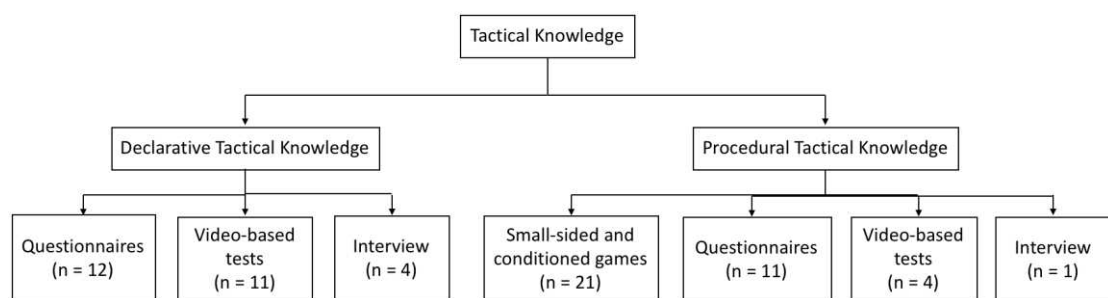 Tactical Knowledge
Declarative Tactical Knowledge
Procedural Tactical Knowledge
Questionnaires
(n = 12)
Video-based
tests
(n = 11)
Interview
(n = 4)
Small-sided and
conditioned games
(n = 21)
Questionnaires
(n = 11)
Video-based
tests
(n = 4)
Interview
(n = 1)